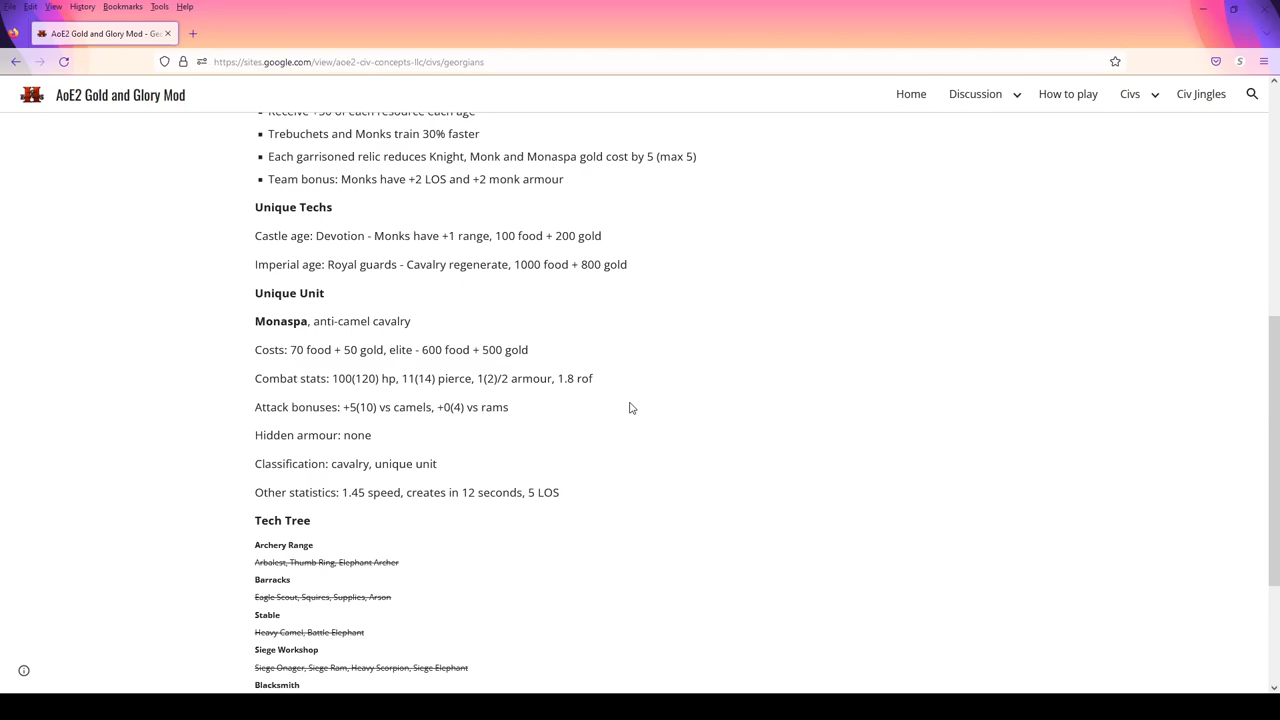 File Edit View History Bookmarks Tools Help
AoE2 Gold and Glory Mod - Geo
https://sites.google.com/view/aoe2-civ-concepts-llc/civs/georgians
AoE2 Gold and Glory Mod Home Discussion How to play Civs Civ Jingles
Receive +50 of each resource each age
Trebuchets and Monks train 30% faster
Each garrisoned relic reduces Knight, Monk and Monaspa gold cost by 5 (max 5)
Team bonus: Monks have +2 LOS and +2 monk armour
Unique Techs
Castle age: Devotion - Monks have +1 range, 100 food + 200 gold
Imperial age: Royal guards - Cavalry regenerate, 1000 food + 800 gold
Unique Unit
Monaspa, anti-camel cavalry
Costs: 70 food + 50 gold, elite - 600 food + 500 gold
Combat stats: 100(120) hp, 11(14) pierce, 1(2)/2 armour, 1.8 rof
Attack bonuses: +5(10) vs camels, +0(4) vs rams
Hidden armour: none
Classification: cavalry, unique unit
Other statistics: 1.45 speed, creates in 12 seconds, 5 LOS
Tech Tree
Archery Range
Arbalest, Thumb Ring, Elephant Archer
Barracks
Eagle Scout, Squires, Supplies, Arson
Stable
Heavy Camel, Battle Elephant
Siege Workshop
Siege Onager, Siege Ram, Heavy Scorpion, Siege Elephant
Blacksmith